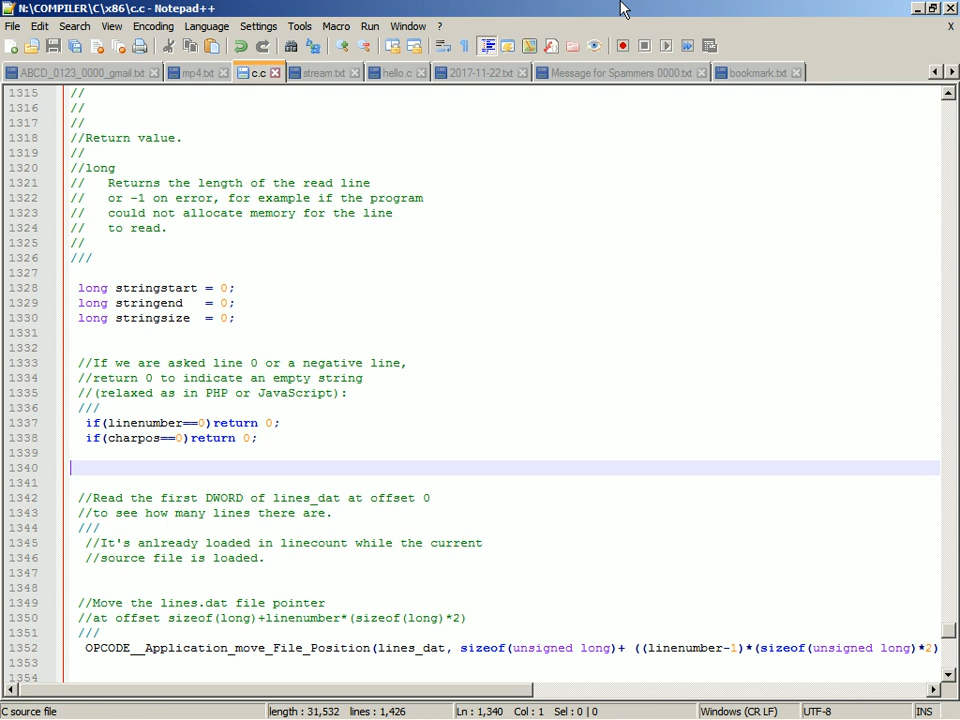 N:\COMPILER\C\x86\c.c - Notepad++
File Edit Search View Encoding Language Settings Tools Macro Run Window ? X
ABCD_0123_0000_gmail.txt mp4.txt c.c stream.txt hello.c 2017-11-22.txt Message for Spammers 0000.txt bookmark.txt
1315 //
1316 //
1317 //
1318 //Return value.
1319 //
1320 //long
1321 //   Returns the length of the read line
1322 //   or -1 on error, for example if the program
1323 //   could not allocate memory for the line
1324 //   to read.
1325 //
1326 ///
1327
1328  long stringstart = 0;
1329  long stringend   = 0;
1330  long stringsize  = 0;
1331
1332
1333  //If we are asked line 0 or a negative line,
1334  //return 0 to indicate an empty string
1335  //(relaxed as in PHP or JavaScript):
1336  ///
1337   if(linenumber==0)return 0;
1338   if(charpos==0)return 0;
1339
1340
1341
1342  //Read the first DWORD of lines_dat at offset 0
1343  //to see how many lines there are.
1344  ///
1345   //It's anlready loaded in linecount while the current
1346   //source file is loaded.
1347
1348
1349  //Move the lines.dat file pointer
1350  //at offset sizeof(long)+linenumber*(sizeof(long)*2)
1351  ///
1352   OPCODE__Application_move_File_Position(lines_dat, sizeof(unsigned long)+ ((linenumber-1)*(sizeof(unsigned long)*2)
1353
1354
C source file length : 31,532 lines : 1,426 Ln : 1,340 Col : 1 Sel : 0 | 0 Windows (CR LF) UTF-8 INS